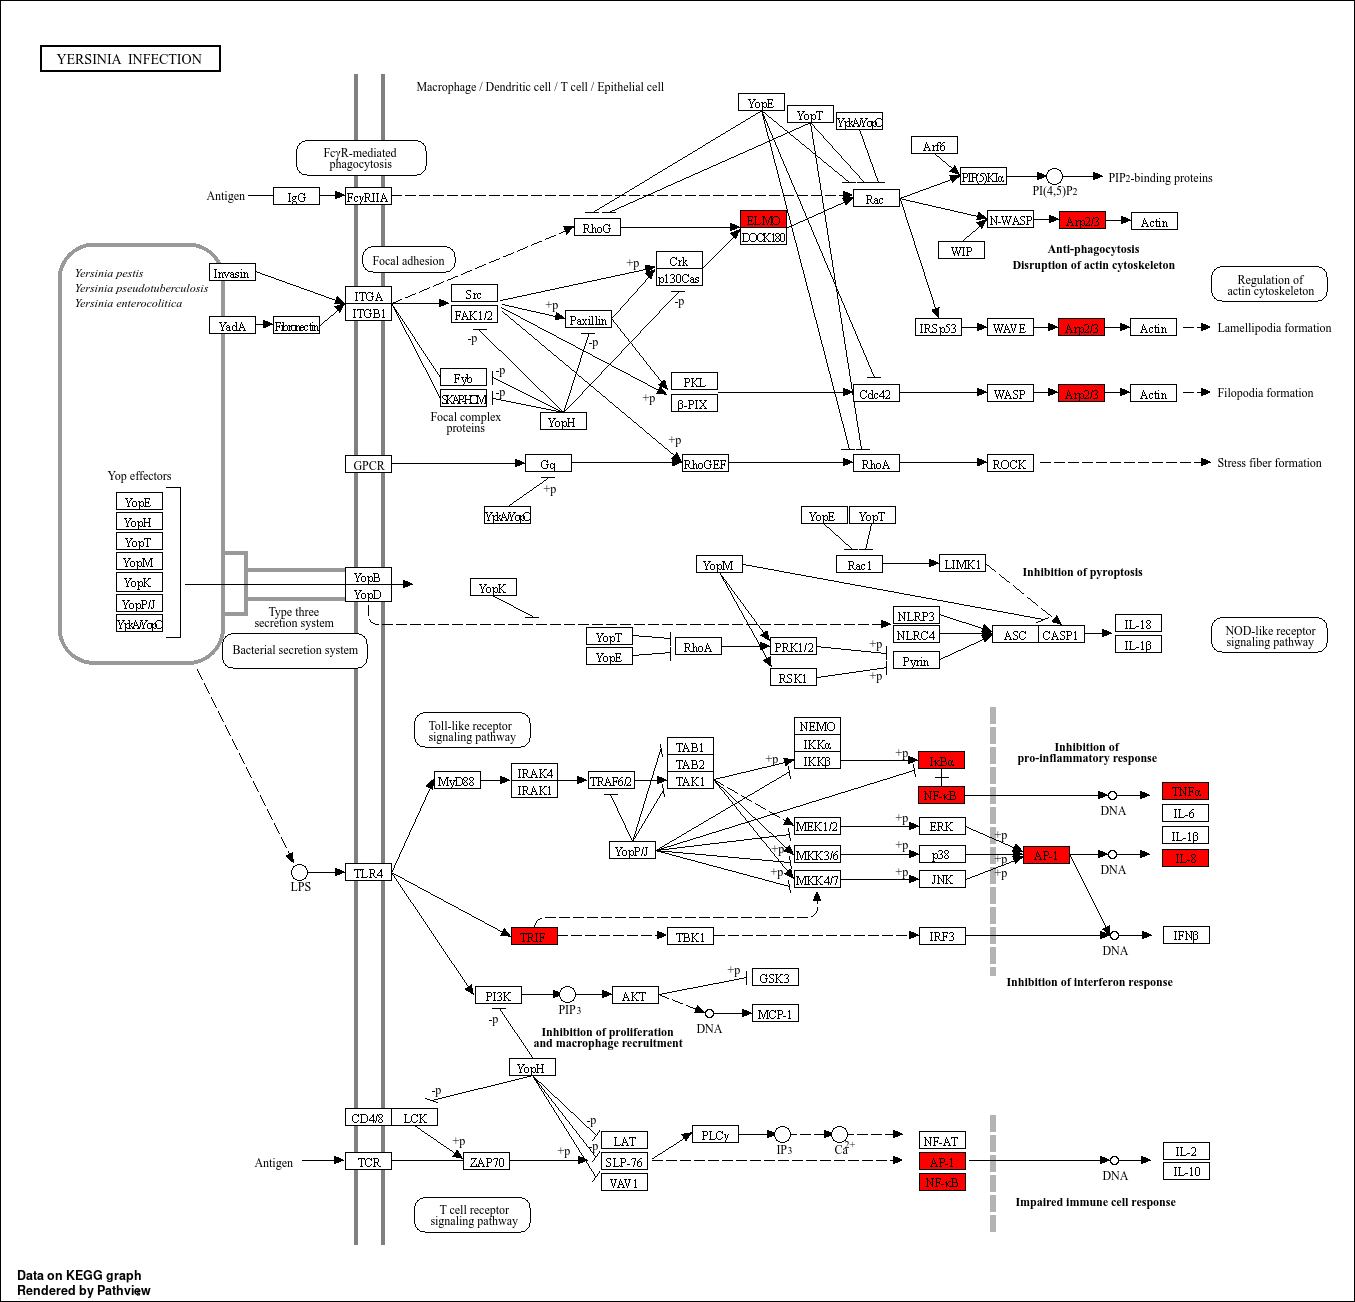 YERSINIA INFECTION
Macrophage / Dendritic cell / T cell / Epithelial cell
YopE
YopT
YpkA/YopO
FcγR-mediated
phagocytosis
Arf6
Antigen
IgG
FcγRIIA
Rac
PIP(5)KIα
PI(4,5)P2
PIP2-binding proteins
RhoG
ELMO
DOCK180
N-WASP
Arp2/3
Actin
WIP
Anti-phagocytosis
Disruption of actin cytoskeleton
Focal adhesion
Yersinia pestis
Yersinia pseudotuberculosis
Yersinia enterocolitica
Invasin
YadA
Fibronectin
ITGA
ITGB1
Src
FAK1/2
+p
+p
Crk
p130Cas
-p
Paxillin
-p
-p
Regulation of
actin cytoskeleton
IRSp53
WAVE
Arp2/3
Actin
Lamellipodia formation
Fyb
-p
-p
Focal complex
proteins
YopH
PKL
β-PIX
+p
Cdc42
WASP
Arp2/3
Actin
Filopodia formation
GPCR
Gq
+p
RhoGEF
RhoA
ROCK
Stress fiber formation
+p
YpkA/YopO
Yop effectors
YopE
YopH
YopT
YopM
YopK
YopP/J
YpkA/YopO
YopB
YopD
Type three
secretion system
Bacterial secretion system
YopK
YopE
YopT
YopM
Rac1
LIMK1
Inhibition of pyroptosis
NLRP3
NLRC4
ASC
CASP1
IL-18
IL-1β
NOD-like receptor
signaling pathway
YopT
YopE
RhoA
PRK1/2
RSK1
+p
+p
Pyrin
Toll-like receptor
signaling pathway
MyD88
IRAK4
IRAK1
TRAF6/2
TAB1
TAB2
TAK1
NEMO
IKKα
IKKβ
+p
+p
IκBα
NF-κB
Inhibition of
pro-inflammatory response
DNA
TNFα
IL-6
IL-1β
IL-8
YopP/J
MEK1/2
+p
ERK
+p
+p
MKK3/6
+p
p38
+p
AP-1
DNA
+p
MKK4/7
+p
JNK
+p
LPS
TLR4
TRIF
TBK1
IRF3
DNA
IFNβ
Inhibition of interferon response
PI3K
PIP3
AKT
+p
GSK3
DNA
MCP-1
-p
Inhibition of proliferation
and macrophage recruitment
YopH
-p
CD4/8
LCK
+p
-p
-p
+p
Antigen
TCR
ZAP70
LAT
SLP-76
VAV1
PLCγ
IP3
Ca2+
NF-AT
AP-1
NF-κB
DNA
IL-2
IL-10
Impaired immune cell response
T cell receptor
signaling pathway
Data on KEGG graph
Rendered by Pathview